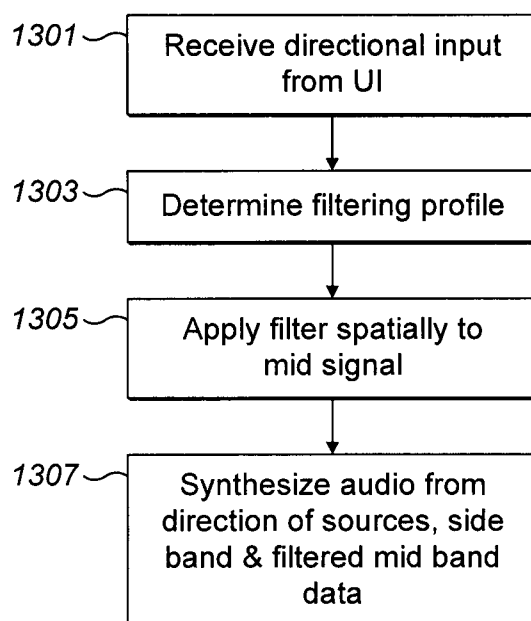 1301
Receive directional input
from UI
1303
Determine filtering profile
1305
Apply filter spatially to
mid signal
1307
Synthesize audio from
direction of sources, side
band & filtered mid band
data